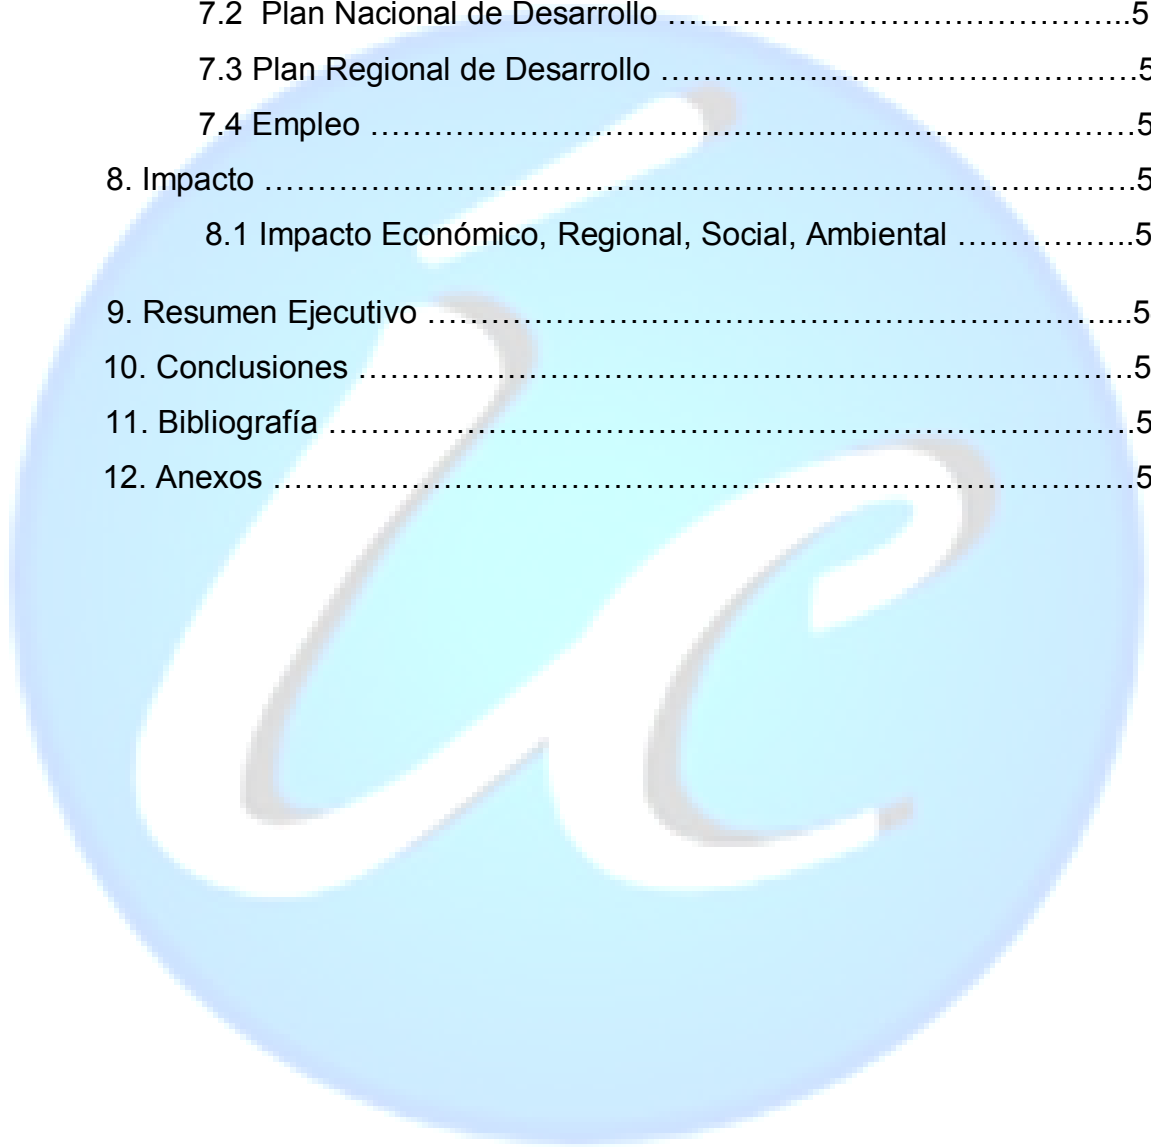 7.2 Plan Nacional de Desarrollo ……………………………………..5
7.3 Plan Regional de Desarrollo ……………………………………….5
7.4 Empleo ………………………………………………………………5
8. Impacto ………………………………………………………………………5
8.1 Impacto Económico, Regional, Social, Ambiental ……………..5
9. Resumen Ejecutivo …………………………………………………………...5
10. Conclusiones ……………………………………………………………….5
11. Bibliografía ………………………………………………………………….5
12. Anexos ………………………………………………………………………5
ic